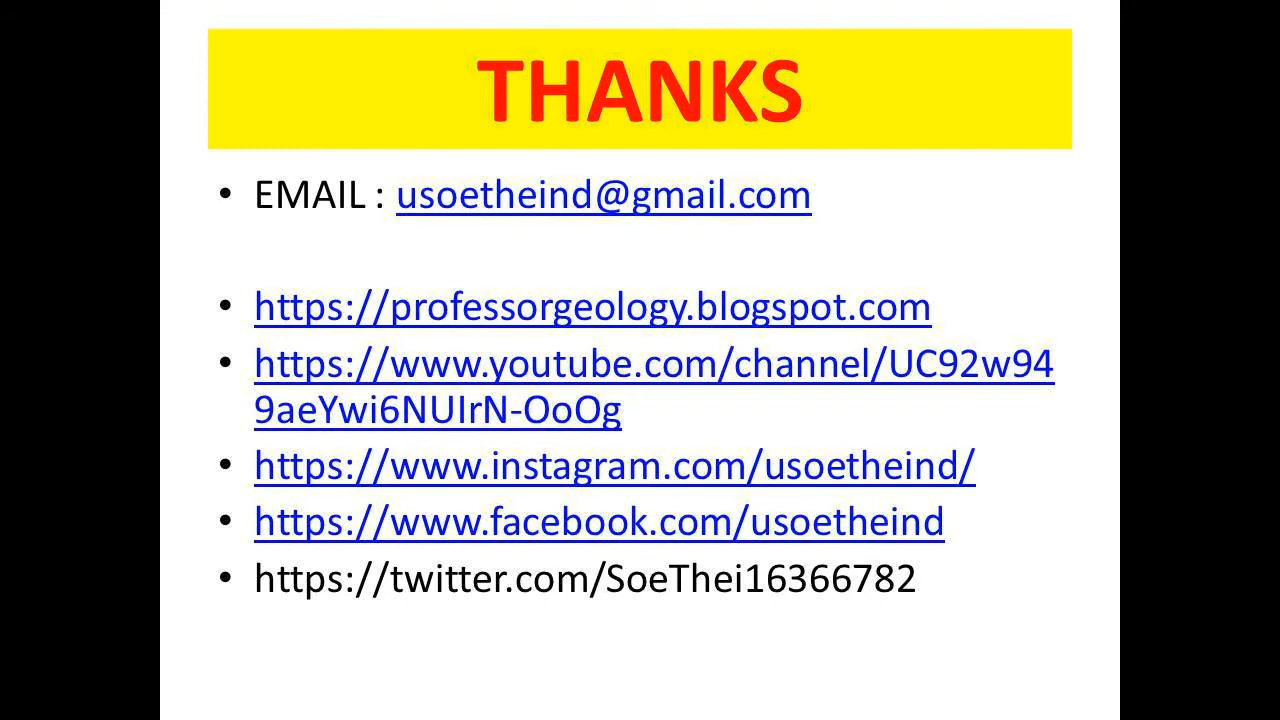 THANKS
• EMAIL : usoetheind@gmail.com
• https://professorgeology.blogspot.com
• https://www.youtube.com/channel/UC92w94
9aeYwi6NUIrN-OoOg
• https://www.instagram.com/usoetheind/
• https://www.facebook.com/usoetheind
• https://twitter.com/SoeThei16366782